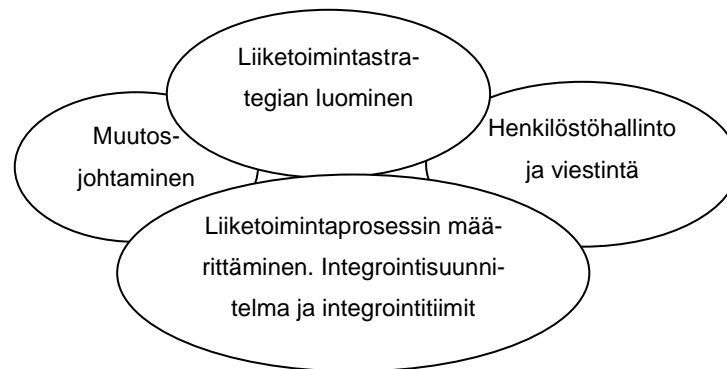 Liiketoimintastra-
tegian luominen
Muutos-
johtaminen
Henkilöstöhallinto
ja viestintä
Liiketoimintaprosessin mää-
rittäminen. Integrointisuunni-
telma ja integrointitiimit